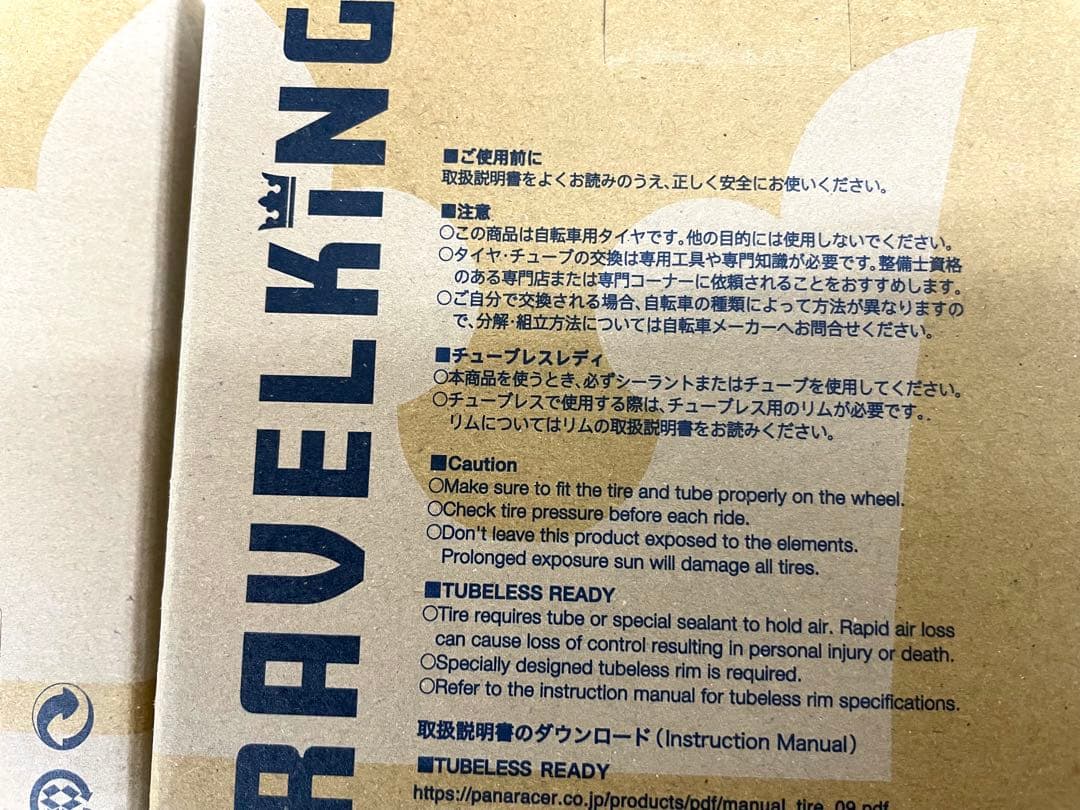 RAVELKiNG
■ご使用前に
取扱説明書をよくお読みのうえ、正しく安全にお使いください。
■注意
○この商品は自転車用タイヤです。他の目的には使用しないでください。
○タイヤ・チューブの交換は専用工具や専門知識が必要です。整備士資格
のある専門店または専門コーナーに依頼されることをおすすめします。
○ご自分で交換される場合、自転車の種類によって方法が異なりますの
で、分解・組立方法については自転車メーカーへお問合せください。
■チューブレスレディ
○本商品を使うとき、必ずシーラントまたはチューブを使用してください。
○チューブレスで使用する際は、チューブレス用のリムが必要です。.
リムについてはリムの取扱説明書をお読みください。
■Caution
○Make sure to fit the tire and tube properly on the wheel.
○Check tire pressure before each ride.
○Don't leave this product exposed to the elements.
Prolonged exposure sun will damage all tires.
■TUBELESS READY
○Tire requires tube or special sealant to hold air. Rapid air loss
can cause loss of control resulting in personal injury or death.
○Specially designed tubeless rim is required.
○Refer to the instruction manual for tubeless rim specifications.
取扱説明書のダウンロード（Instruction Manual）
■TUBELESS READY
https://panaracer.co.jp/products/pdf/manual_tire_09.pdf